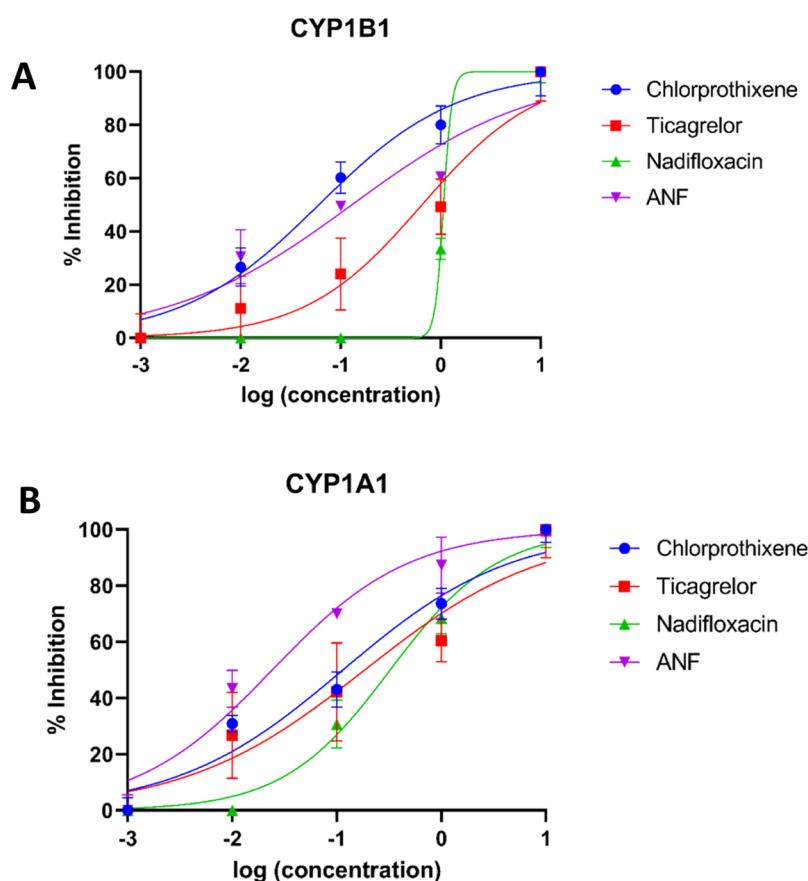 CYP1B1
A
100
80
60
40
20
0
% Inhibition
-3 -2 -1 0 1
log (concentration)
Chlorprothixene
Ticagrelor
Nadifloxacin
ANF
CYP1A1
B
100
80
60
40
20
0
% Inhibition
-3 -2 -1 0 1
log (concentration)
Chlorprothixene
Ticagrelor
Nadifloxacin
ANF